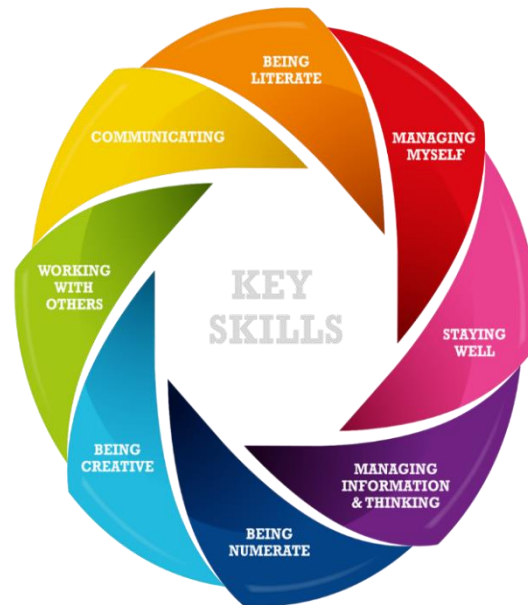 BEING
LITERATE
MANAGING
MYSELF
STAYING
WELL
MANAGING
INFORMATION
& THINKING
BEING
NUMERATE
BEING
CREATIVE
WORKING
WITH
OTHERS
COMMUNICATING
KEY
SKILLS